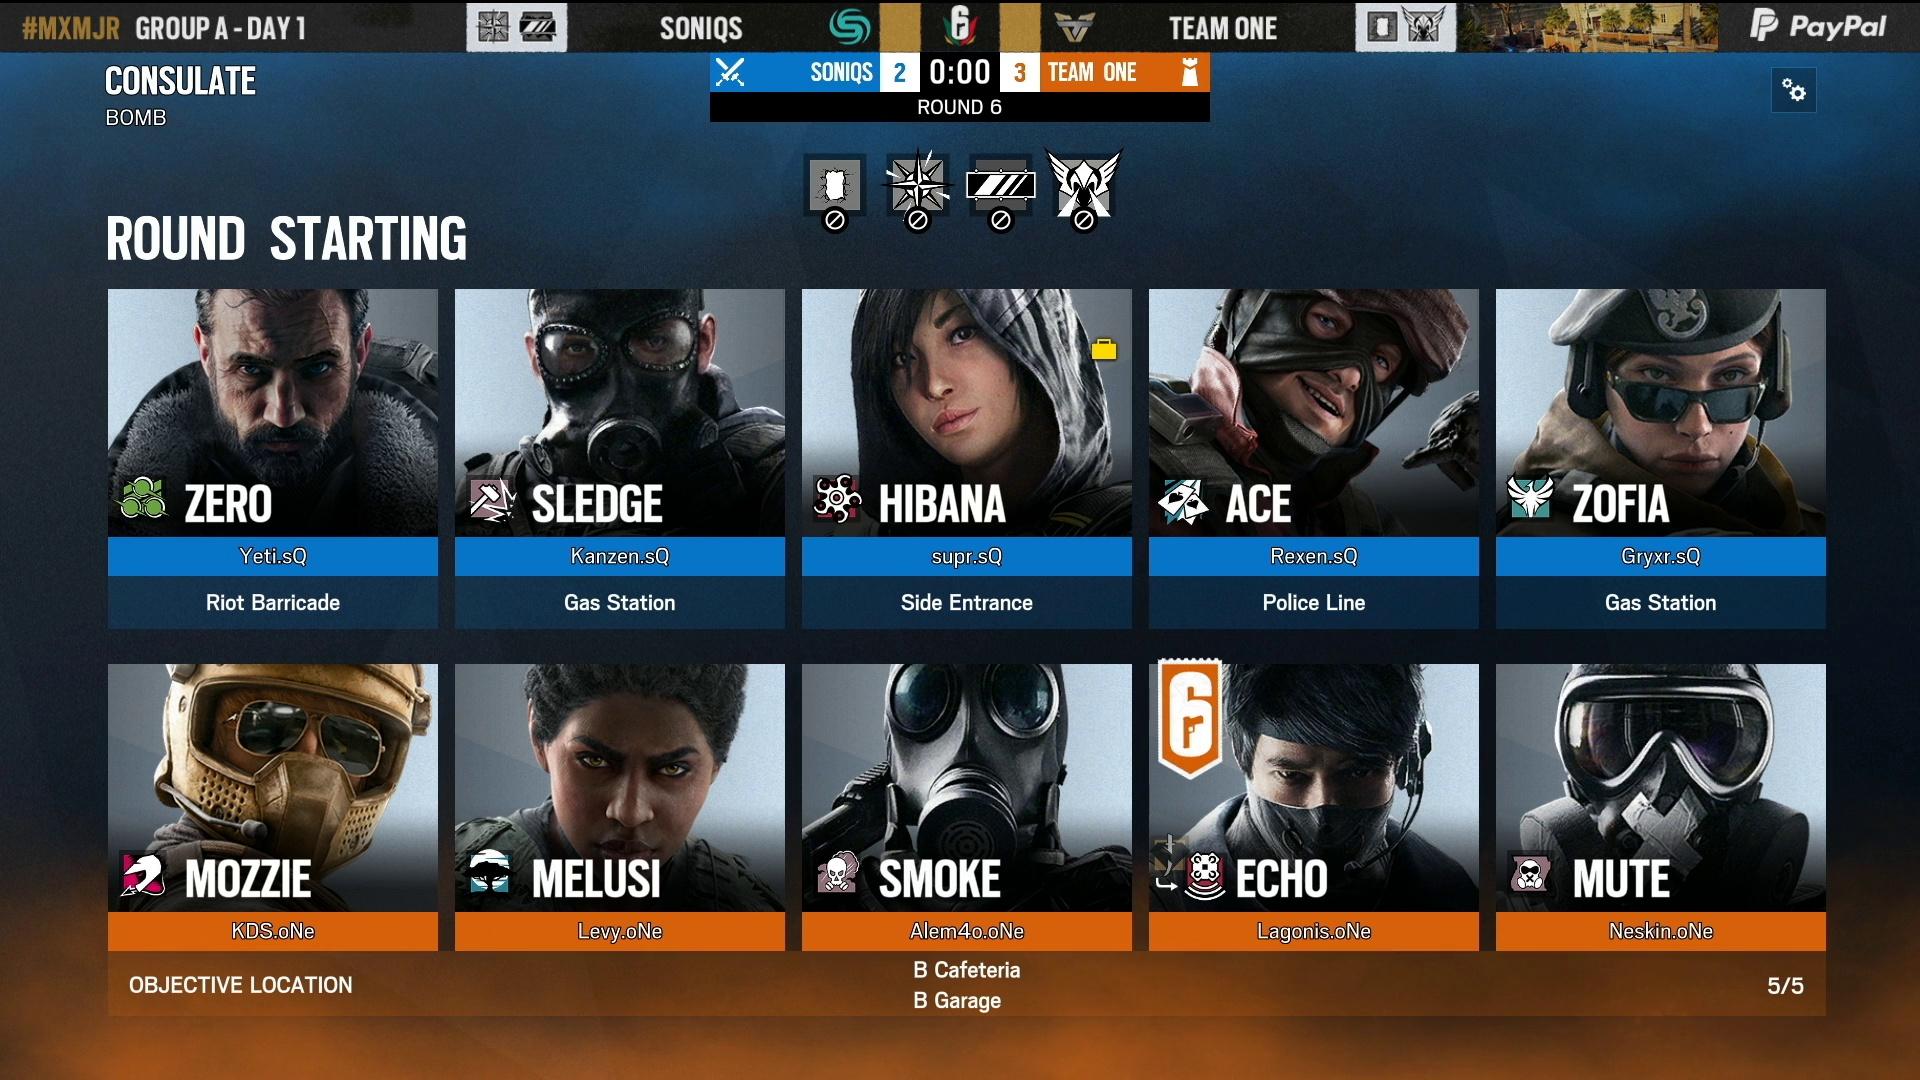 #MXMJR GROUP A - DAY 1
SONIQS
TEAM ONE
PayPal
CONSULATE
BOMB
SONIQS 2 0:00 3 TEAM ONE
ROUND 6
ROUND STARTING
ZERO
SLEDGE
HIBANA
ACE
ZOFIA
Yeti.sQ
Kanzen.sQ
supr.sQ
Rexen.sQ
Gryxr.sQ
Riot Barricade
Gas Station
Side Entrance
Police Line
Gas Station
6
MOZZIE
MELUSI
SMOKE
ECHO
MUTE
KDS.oNe
Levy.oNe
Alem4o.oNe
Lagonis.oNe
Neskin.oNe
OBJECTIVE LOCATION
B Cafeteria
B Garage
5/5